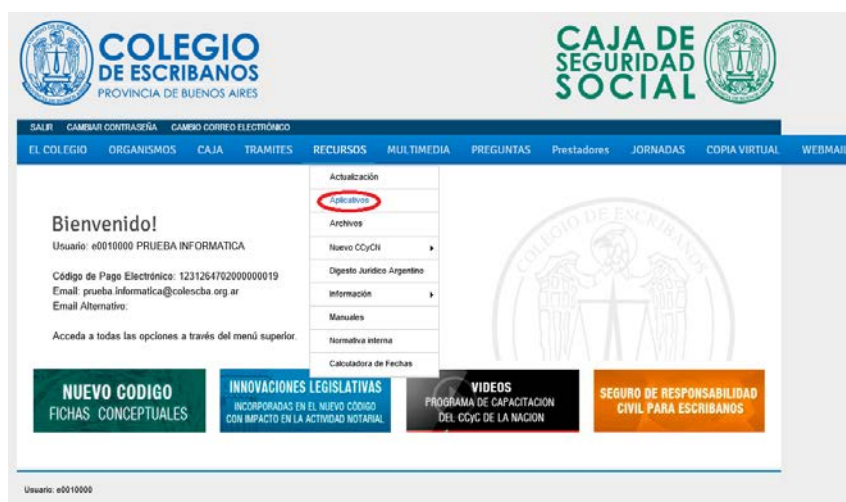 COLEGIO
DE ESCRIBANOS
PROVINCIA DE BUENOS AIRES
CAJA DE
SEGURIDAD
SOCIAL
SALIR CAMBIAR CONTRASEÑA CAMBIO CORREO ELECTRÓNICO
EL COLEGIO ORGANISMOS CAJA TRAMITES RECURSOS MULTIMEDIA PREGUNTAS Prestadores JORNADAS COPIA VIRTUAL WEBMAIL
Actualización
Aplicativos
Archivos
Nuevo CCyCN
Digesto Jurídico Argentino
Información
Manuales
Normativa interna
Calculadora de Fechas
Bienvenido!
Usuario: e0010000 PRUEBA INFORMATICA
Código de Pago Electrónico: 1231264702000000019
Email: prueba.informatica@colescba.org.ar
Email Alternativo:
Acceda a todas las opciones a través del menú superior.
COLEGIO DE ESCRIBANOS
NUEVO CODIGO
FICHAS CONCEPTUALES
INNOVACIONES LEGISLATIVAS
INCORPORADAS EN EL NUEVO CÓDIGO
CON IMPACTO EN LA ACTIVIDAD NOTARIAL
VIDEOS
PROGRAMA DE CAPACITACION
DEL CCyC DE LA NACION
SEGURO DE RESPONSABILIDAD
CIVIL PARA ESCRIBANOS
Usuario: e0010000